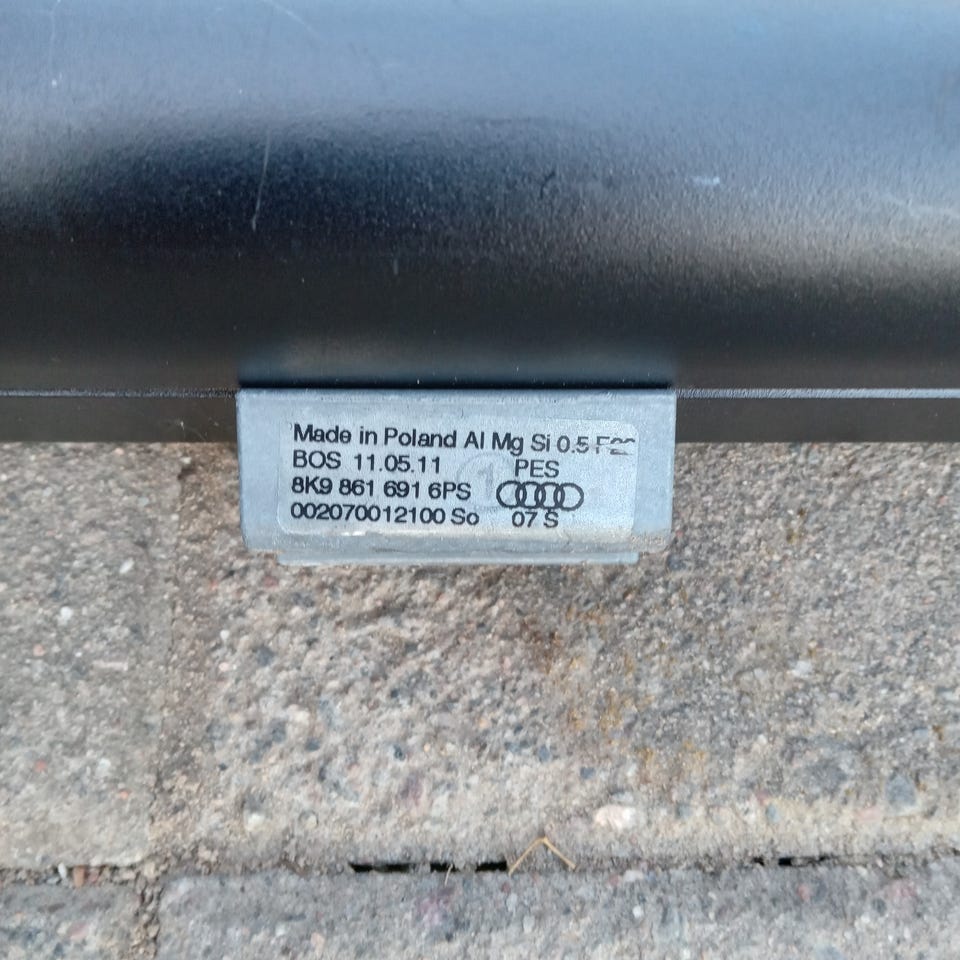 Made in Poland Al Mg Si 0.5
BOS 11.05.11 PES
8K9 861 691 6PS
002070012100 So 07 S